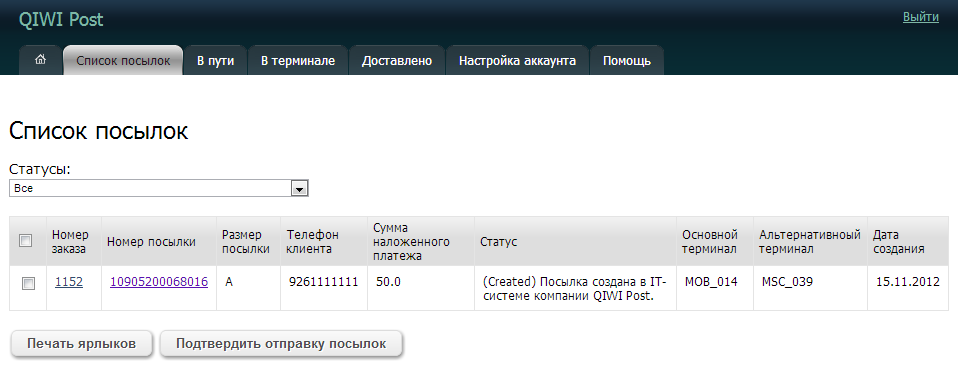 QIWI Post
Выйти
Список посылок
В пути
В терминале
Доставлено
Настройка аккаунта
Помощь
Список посылок
Статусы:
Все
Номер
заказа
Номер посылки
Размер
посылки
Телефон
клиента
Сумма
наложенного
платежа
Статус
Основной
терминал
Альтернативноый
терминал
Дата
создания
1152
10905200068016
A
9261111111
50.0
(Created) Посылка создана в IT-
системе компании QIWI Post.
MOB_014
MSC_039
15.11.2012
Печать ярлыков
Подтвердить отправку посылок